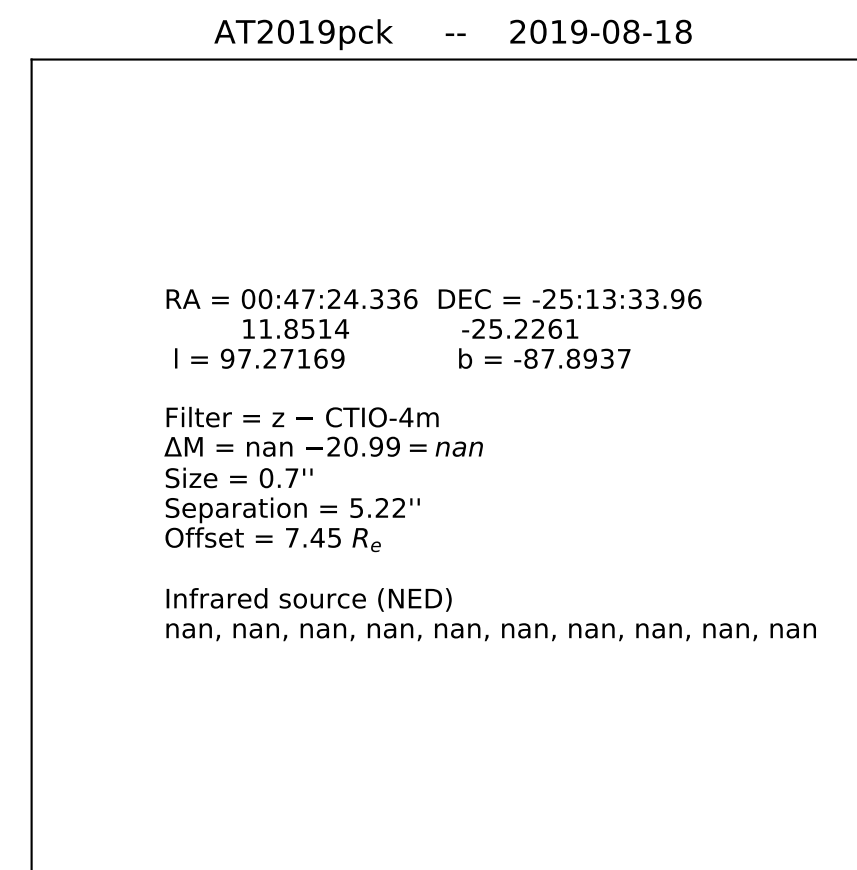 AT2019pck -- 2019-08-18
RA = 00:47:24.336 DEC = -25:13:33.96
11.8514 -25.2261
l = 97.27169 b = -87.8937
Filter = z − CTIO-4m
ΔM = nan −20.99 = nan
Size = 0.7''
Separation = 5.22''
Offset = 7.45 Re
Infrared source (NED)
nan, nan, nan, nan, nan, nan, nan, nan, nan, nan